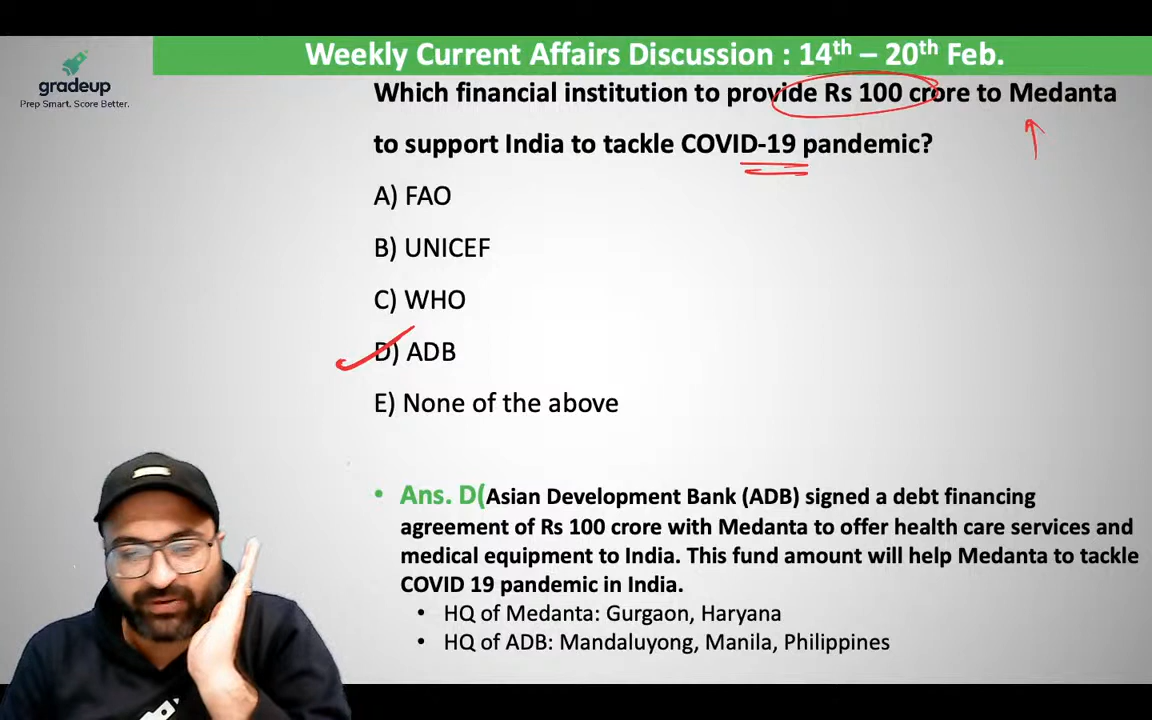 Weekly Current Affairs Discussion : 14th – 20th Feb.
gradeup
Prep Smart. Score Better.
Which financial institution to provide Rs 100 crore to Medanta
to support India to tackle COVID-19 pandemic?
A) FAO
B) UNICEF
C) WHO
D) ADB
E) None of the above
• Ans. D(Asian Development Bank (ADB) signed a debt financing
agreement of Rs 100 crore with Medanta to offer health care services and
medical equipment to India. This fund amount will help Medanta to tackle
COVID 19 pandemic in India.
• HQ of Medanta: Gurgaon, Haryana
• HQ of ADB: Mandaluyong, Manila, Philippines